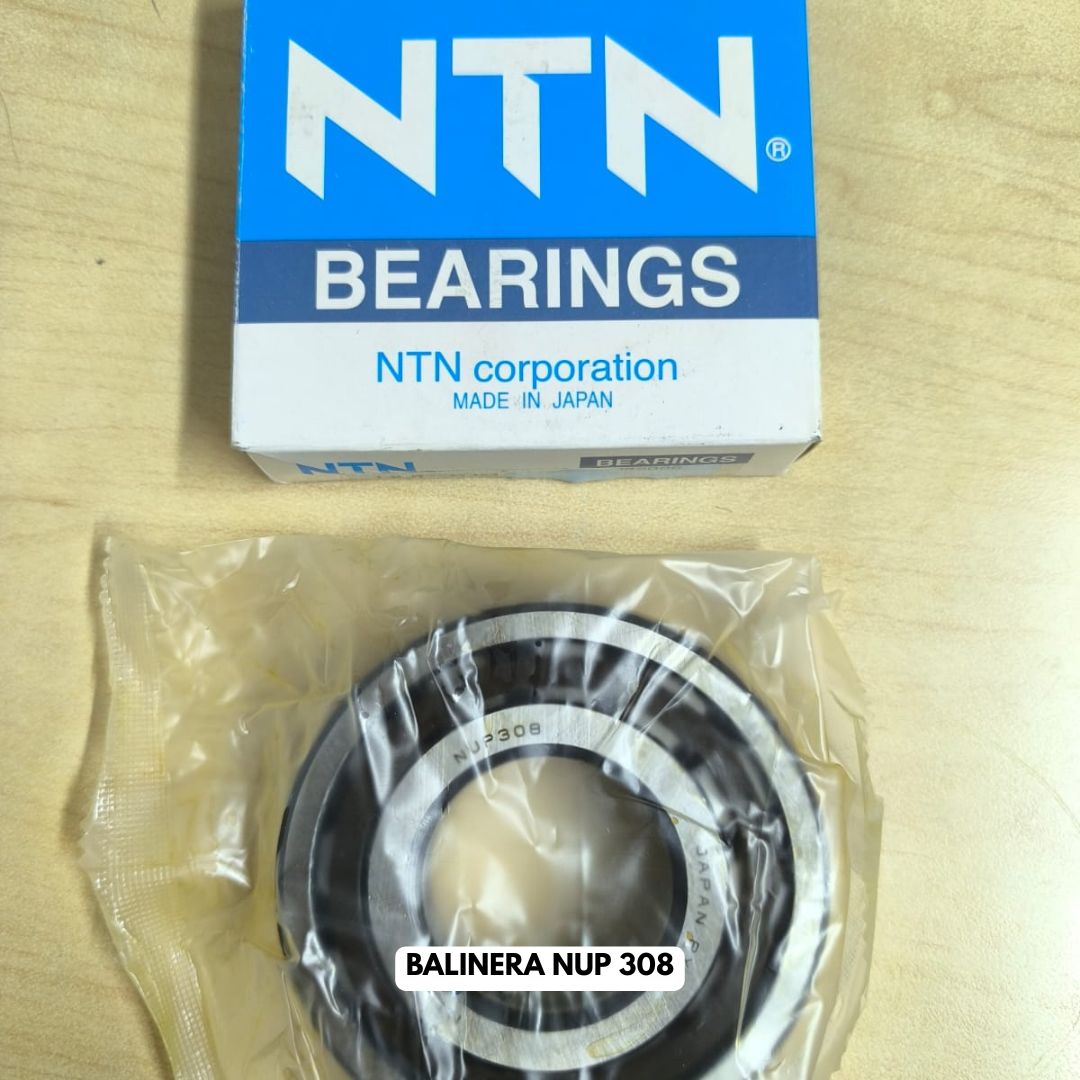 NTN®
BEARINGS
NTN corporation
MADE IN JAPAN
NTN
BEARINGS
NUP308
JAPAN
BALINERA NUP 308